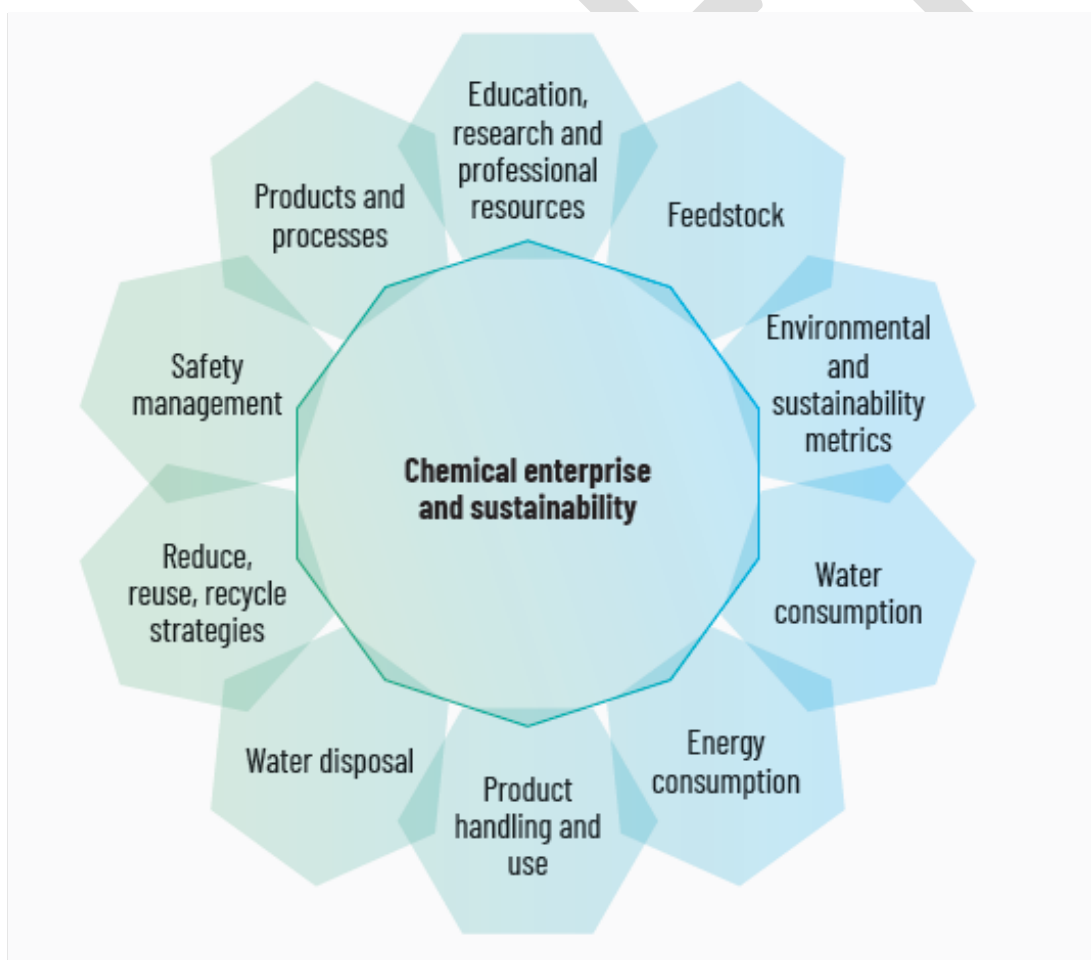 Education,
research and
professional
resources
Feedstock
Environmental
and
sustainability
metrics
Water
consumption
Energy
consumption
Product
handling and
use
Water disposal
Reduce,
reuse, recycle
strategies
Safety
management
Products and
processes
Chemical enterprise
and sustainability